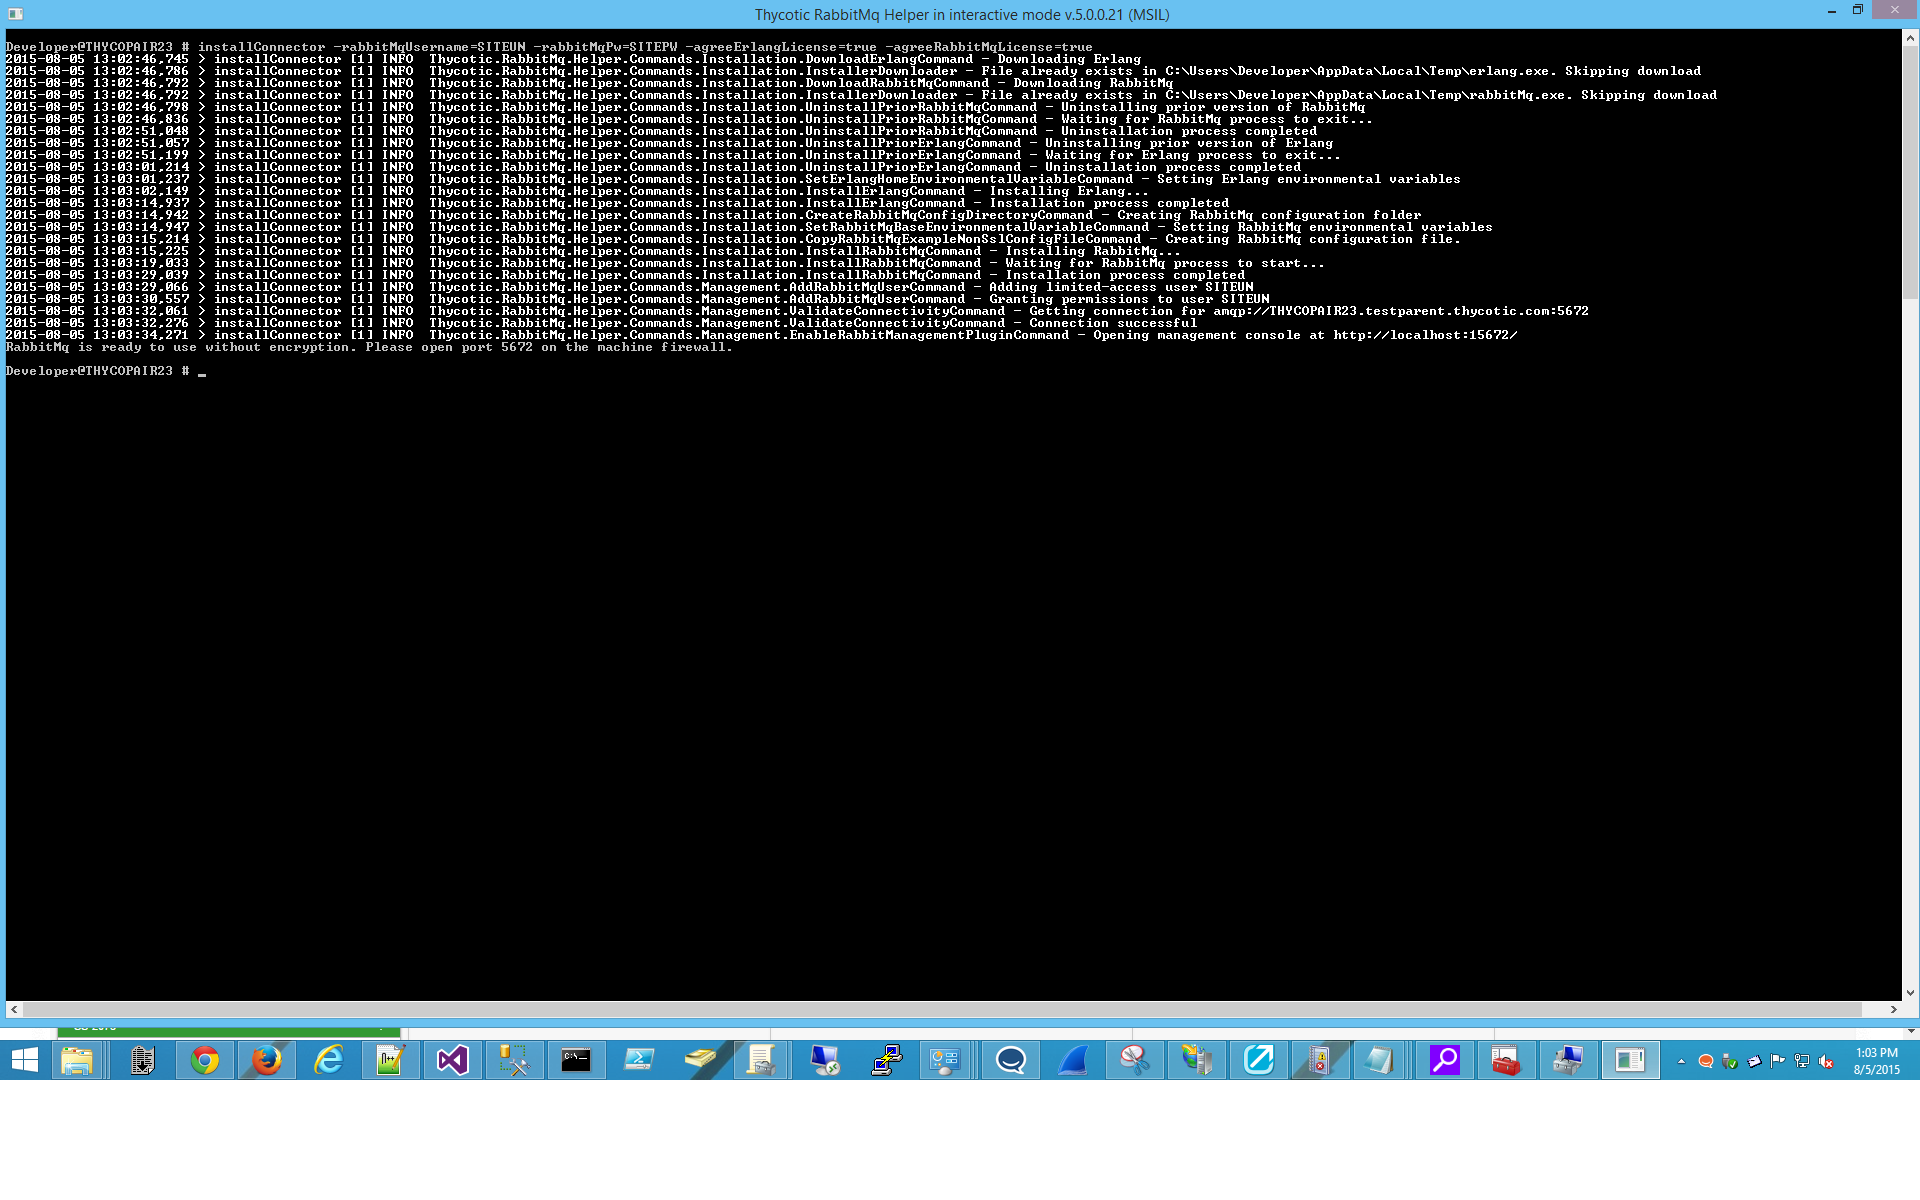 Thycotic RabbitMq Helper in interactive mode v.5.0.0.21 (MSIL)
Developer@THYCOPAIR23 # installConnector -rabbitMqUsername=SITEUN -rabbitMqPw=SITEPW -agreeErlangLicense=true -agreeRabbitMqLicense=true
2015-08-05 13:02:46,745 > installConnector [1] INFO  Thycotic.RabbitMq.Helper.Commands.Installation.DownloadErlangCommand - Downloading Erlang
2015-08-05 13:02:46,786 > installConnector [1] INFO  Thycotic.RabbitMq.Helper.Commands.Installation.InstallerDownloader - File already exists in C:\Users\Developer\AppData\Local\Temp\erlang.exe. Skipping download
2015-08-05 13:02:46,792 > installConnector [1] INFO  Thycotic.RabbitMq.Helper.Commands.Installation.DownloadRabbitMqCommand - Downloading RabbitMq
2015-08-05 13:02:46,792 > installConnector [1] INFO  Thycotic.RabbitMq.Helper.Commands.Installation.InstallerDownloader - File already exists in C:\Users\Developer\AppData\Local\Temp\rabbitMq.exe. Skipping download
2015-08-05 13:02:46,798 > installConnector [1] INFO  Thycotic.RabbitMq.Helper.Commands.Installation.UninstallPriorRabbitMqCommand - Uninstalling prior version of RabbitMq
2015-08-05 13:02:46,836 > installConnector [1] INFO  Thycotic.RabbitMq.Helper.Commands.Installation.UninstallPriorRabbitMqCommand - Waiting for RabbitMq process to exit...
2015-08-05 13:02:51,048 > installConnector [1] INFO  Thycotic.RabbitMq.Helper.Commands.Installation.UninstallPriorRabbitMqCommand - Uninstallation process completed
2015-08-05 13:02:51,057 > installConnector [1] INFO  Thycotic.RabbitMq.Helper.Commands.Installation.UninstallPriorErlangCommand - Uninstalling prior version of Erlang
2015-08-05 13:02:51,199 > installConnector [1] INFO  Thycotic.RabbitMq.Helper.Commands.Installation.UninstallPriorErlangCommand - Waiting for Erlang process to exit...
2015-08-05 13:03:01,214 > installConnector [1] INFO  Thycotic.RabbitMq.Helper.Commands.Installation.UninstallPriorErlangCommand - Uninstallation process completed
2015-08-05 13:03:01,237 > installConnector [1] INFO  Thycotic.RabbitMq.Helper.Commands.Installation.SetErlangHomeEnvironmentalVariableCommand - Setting Erlang environmental variables
2015-08-05 13:03:02,149 > installConnector [1] INFO  Thycotic.RabbitMq.Helper.Commands.Installation.InstallErlangCommand - Installing Erlang...
2015-08-05 13:03:14,937 > installConnector [1] INFO  Thycotic.RabbitMq.Helper.Commands.Installation.InstallErlangCommand - Installation process completed
2015-08-05 13:03:14,942 > installConnector [1] INFO  Thycotic.RabbitMq.Helper.Commands.Installation.CreateRabbitMqConfigDirectoryCommand - Creating RabbitMq configuration folder
2015-08-05 13:03:14,947 > installConnector [1] INFO  Thycotic.RabbitMq.Helper.Commands.Installation.SetRabbitMqBaseEnvironmentalVariableCommand - Setting RabbitMq environmental variables
2015-08-05 13:03:15,214 > installConnector [1] INFO  Thycotic.RabbitMq.Helper.Commands.Installation.CopyRabbitMqExampleNonSslConfigFileCommand - Creating RabbitMq configuration file.
2015-08-05 13:03:15,225 > installConnector [1] INFO  Thycotic.RabbitMq.Helper.Commands.Installation.InstallRabbitMqCommand - Installing RabbitMq...
2015-08-05 13:03:19,033 > installConnector [1] INFO  Thycotic.RabbitMq.Helper.Commands.Installation.InstallRabbitMqCommand - Waiting for RabbitMq process to start...
2015-08-05 13:03:29,039 > installConnector [1] INFO  Thycotic.RabbitMq.Helper.Commands.Installation.InstallRabbitMqCommand - Installation process completed
2015-08-05 13:03:29,066 > installConnector [1] INFO  Thycotic.RabbitMq.Helper.Commands.Management.AddRabbitMqUserCommand - Adding limited-access user SITEUN
2015-08-05 13:03:30,557 > installConnector [1] INFO  Thycotic.RabbitMq.Helper.Commands.Management.AddRabbitMqUserCommand - Granting permissions to user SITEUN
2015-08-05 13:03:32,061 > installConnector [1] INFO  Thycotic.RabbitMq.Helper.Commands.Management.ValidateConnectivityCommand - Getting connection for amqp://THYCOPAIR23.testparent.thycotic.com:5672
2015-08-05 13:03:32,276 > installConnector [1] INFO  Thycotic.RabbitMq.Helper.Commands.Management.ValidateConnectivityCommand - Connection successful
2015-08-05 13:03:34,271 > installConnector [1] INFO  Thycotic.RabbitMq.Helper.Commands.Management.EnableRabbitManagementPluginCommand - Opening management console at http://localhost:15672/
RabbitMq is ready to use without encryption. Please open port 5672 on the machine firewall.
Developer@THYCOPAIR23 # _
1:03 PM
8/5/2015